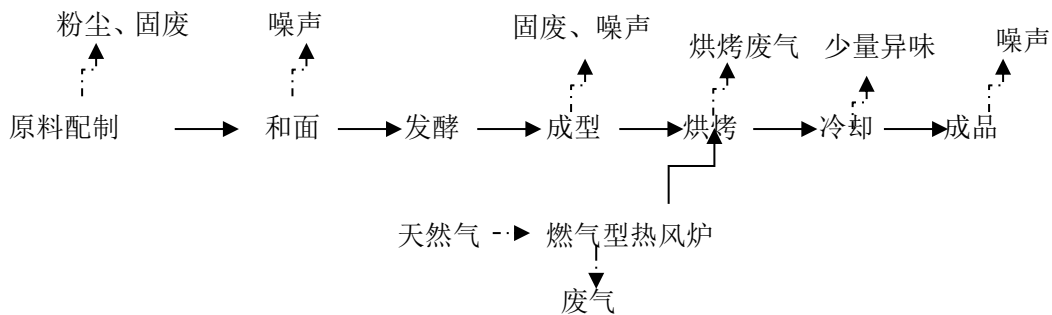 粉尘、固废 噪声 固废、噪声 烘烤废气 少量异味 噪声
原料配制 和面 发酵 成型 烘烤 冷却 成品
天然气 燃气型热风炉
废气